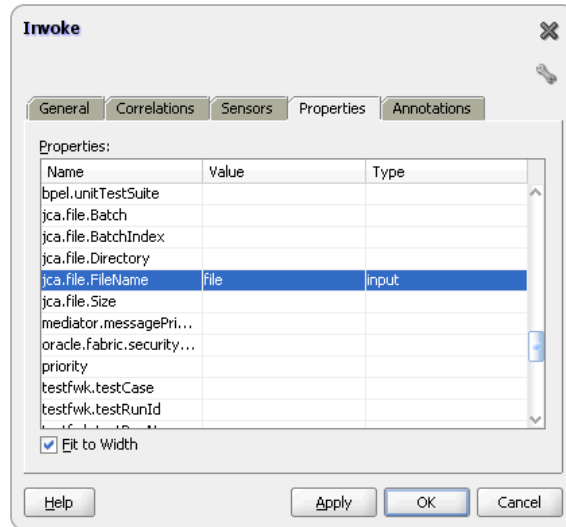 Invoke
General Correlations Sensors Properties Annotations
Properties:
Name Value Type
bpel.unitTestSuite
jca.file.Batch
jca.file.BatchIndex
jca.file.Directory
jca.file.FileName file input
jca.file.Size
mediator.messagePri...
oracle.fabric.security...
priority
testfwk.testCase
testfwk.testRunId
Fit to Width
Help Apply OK Cancel